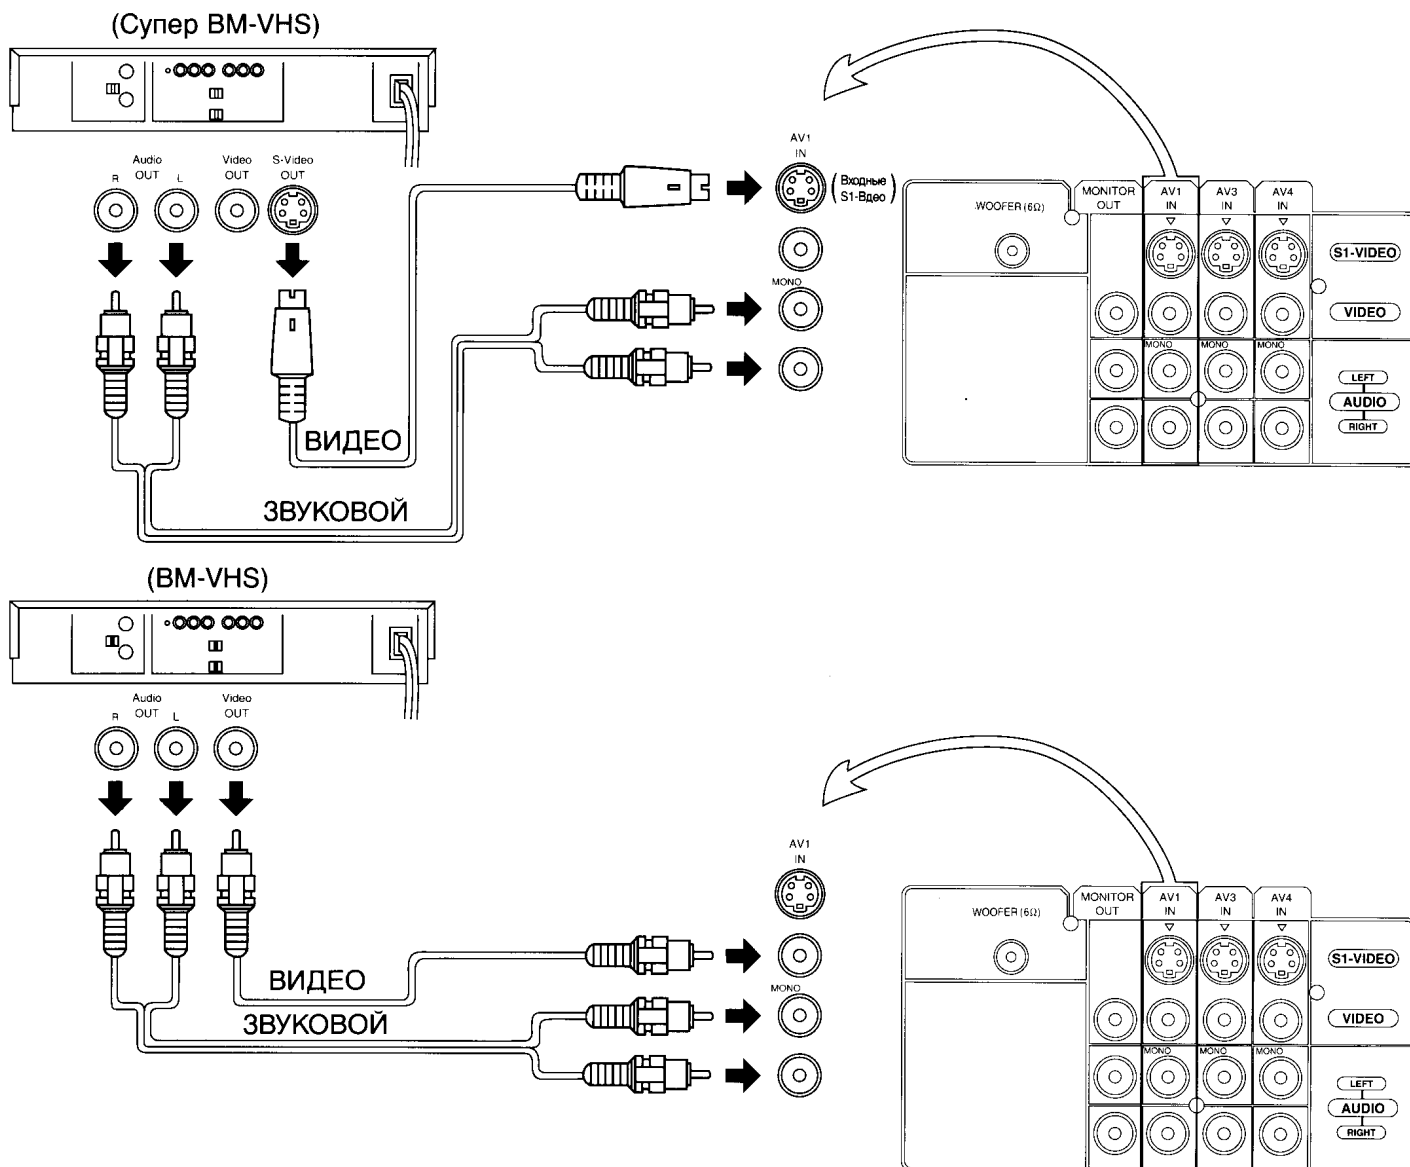 (Супер ВМ-VHS)
Audio
OUT
R
L
Video
OUT
S-Video
OUT
AV1
IN
(Входные
S1-Вдео)
MONO
ВИДЕО
ЗВУКОВОЙ
WOOFER (6Ω)
MONITOR
OUT
AV1
IN
AV3
IN
AV4
IN
S1-VIDEO
VIDEO
MONO
MONO
MONO
LEFT
AUDIO
RIGHT
(ВМ-VHS)
Audio
OUT
R
L
Video
OUT
AV1
IN
MONO
ВИДЕО
ЗВУКОВОЙ
WOOFER (6Ω)
MONITOR
OUT
AV1
IN
AV3
IN
AV4
IN
S1-VIDEO
VIDEO
MONO
MONO
MONO
LEFT
AUDIO
RIGHT